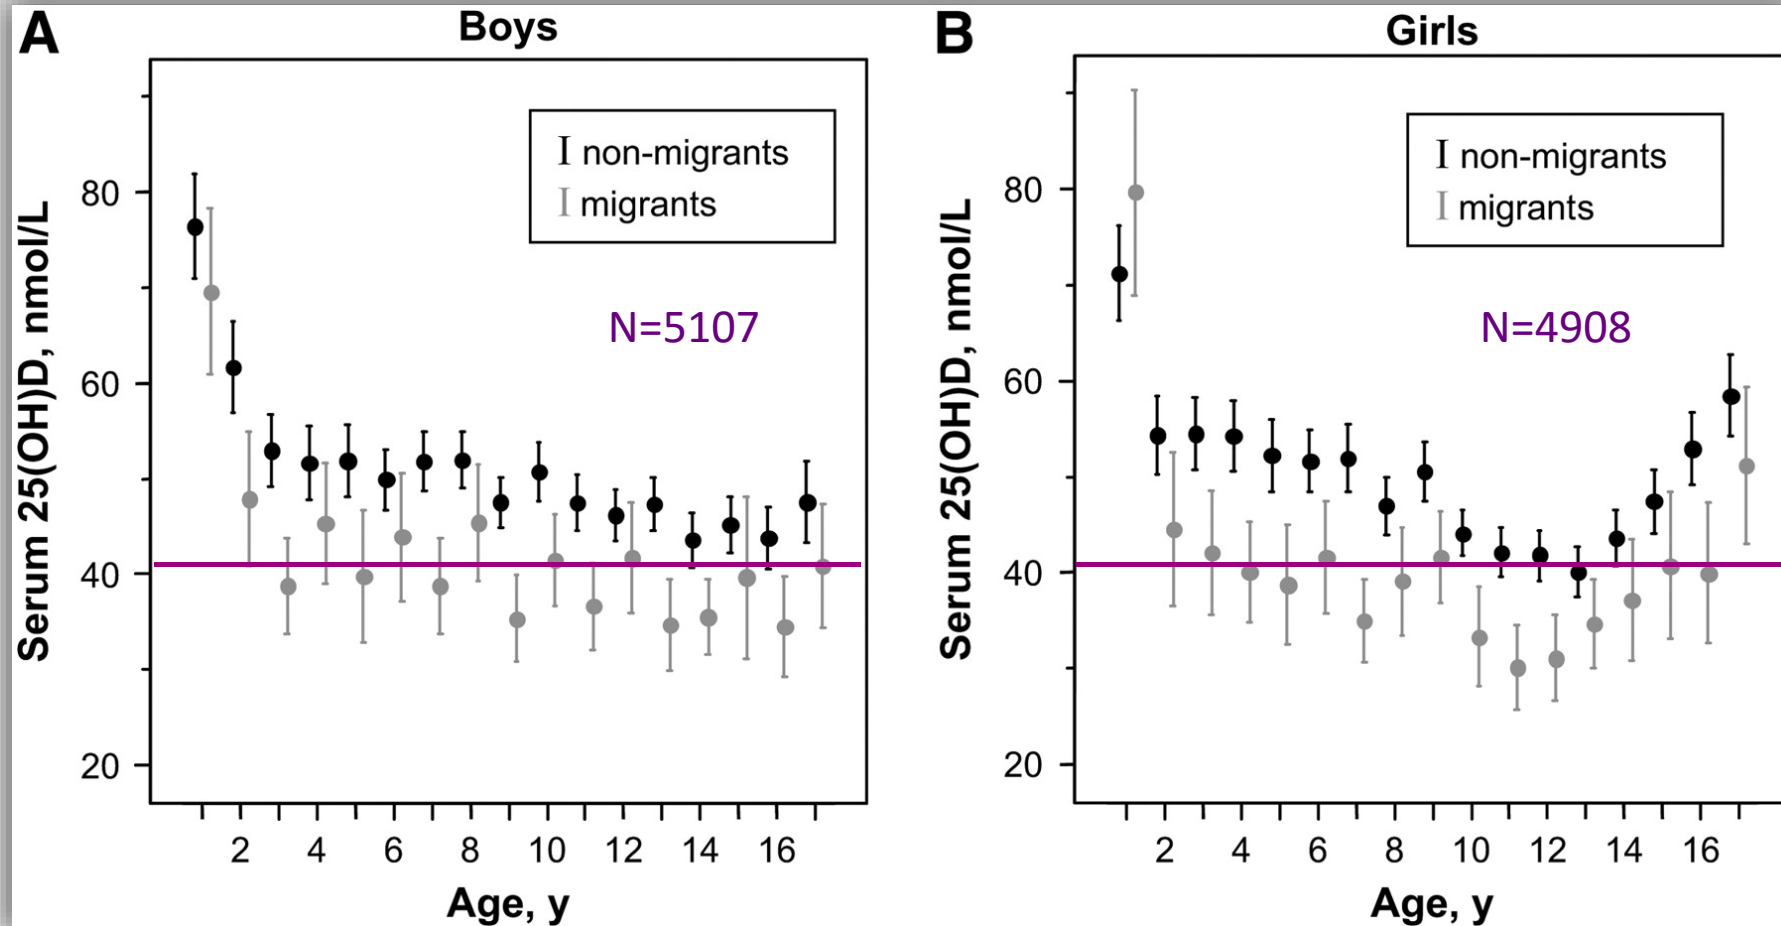 A
Boys
I non-migrants
I migrants
N=5107
Serum 25(OH)D, nmol/L
80
60
40
20
2 4 6 8 10 12 14 16
Age, y
B
Girls
I non-migrants
I migrants
N=4908
Serum 25(OH)D, nmol/L
80
60
40
20
2 4 6 8 10 12 14 16
Age, y